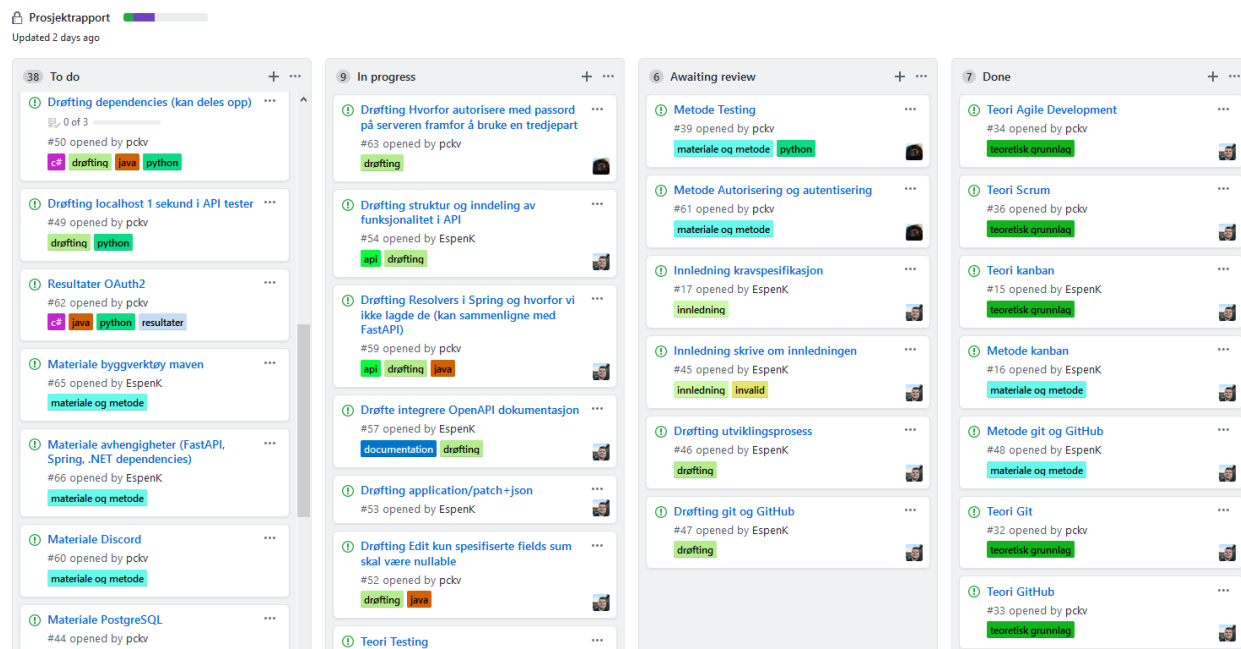 Prosjektrapport
Updated 2 days ago
38 To do
Drøfting dependencies (kan deles opp)
0 of 3
#50 opened by pckv
c# drøfting java python
Drøfting localhost 1 sekund i API tester
#49 opened by pckv
drøfting python
Resultater OAuth2
#62 opened by pckv
c# java python resultater
Materiale byggverktøy maven
#65 opened by EspenK
materiale og metode
Materiale avhengigheter (FastAPI,
Spring, .NET dependencies)
#66 opened by EspenK
materiale og metode
Materiale Discord
#60 opened by pckv
materiale og metode
Materiale PostgreSQL
#44 opened by pckv
9 In progress
Drøfting Hvorfor autorisere med passord
på serveren framfor å bruke en tredjepart
#63 opened by pckv
drøfting
Drøfting struktur og inndeling av
funksjonalitet i API
#54 opened by EspenK
api drøfting
Drøfting Resolvers i Spring og hvorfor vi
ikke lagde de (kan sammenligne med
FastAPI)
#59 opened by pckv
api drøfting java
Drøfte integrere OpenAPI dokumentasjon
#57 opened by EspenK
documentation drøfting
Drøfting application/patch+json
#53 opened by EspenK
Drøfting Edit kun spesifiserte fields sum
skal være nullable
#52 opened by pckv
drøfting java
Teori Testing
6 Awaiting review
Metode Testing
#39 opened by pckv
materiale og metode python
Metode Autorisering og autentisering
#61 opened by pckv
materiale og metode
Innledning kravspesifikasjon
#17 opened by EspenK
innledning
Innledning skrive om innledningen
#45 opened by EspenK
innledning invalid
Drøfting utviklingsprosess
#46 opened by EspenK
drøfting
Drøfting git og GitHub
#47 opened by EspenK
drøfting
7 Done
Teori Agile Development
#34 opened by pckv
teoretisk grunnlag
Teori Scrum
#36 opened by pckv
teoretisk grunnlag
Teori kanban
#15 opened by EspenK
teoretisk grunnlag
Metode kanban
#16 opened by EspenK
materiale og metode
Metode git og GitHub
#48 opened by EspenK
materiale og metode
Teori Git
#32 opened by pckv
teoretisk grunnlag
Teori GitHub
#33 opened by pckv
teoretisk grunnlag